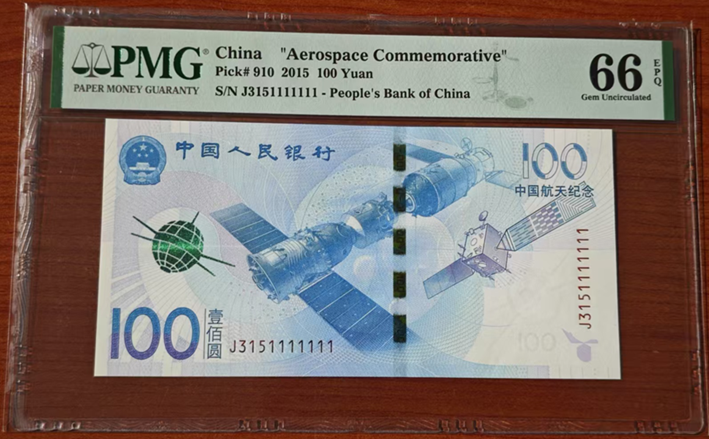 PMG
PAPER MONEY GUARANTY
China "Aerospace Commemorative"
Pick# 910 2015 100 Yuan
S/N J3151111111 - People's Bank of China
66 EPQ
Gem Uncirculated
中国人民银行
100
中国航天纪念
J3151111111
100
壹佰圆
J3151111111
100